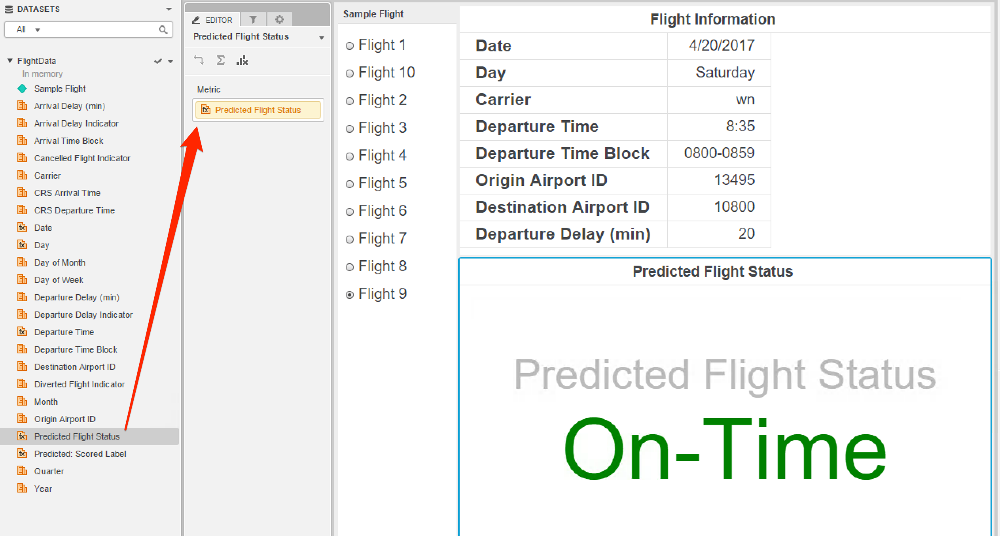 DATASETS
All
FlightData
In memory
Sample Flight
Arrival Delay (min)
Arrival Delay Indicator
Arrival Time Block
Cancelled Flight Indicator
Carrier
CRS Arrival Time
CRS Departure Time
fx Date
fx Day
Day of Month
Day of Week
Departure Delay (min)
Departure Delay Indicator
fx Departure Time
Departure Time Block
Destination Airport ID
Diverted Flight Indicator
Month
Origin Airport ID
fx Predicted Flight Status
fx Predicted: Scored Label
Quarter
Year
EDITOR
Predicted Flight Status
Metric
fx Predicted Flight Status
Sample Flight
Flight 1
Flight 10
Flight 2
Flight 3
Flight 4
Flight 5
Flight 6
Flight 7
Flight 8
Flight 9
Flight Information
Date 4/20/2017
Day Saturday
Carrier wn
Departure Time 8:35
Departure Time Block 0800-0859
Origin Airport ID 13495
Destination Airport ID 10800
Departure Delay (min) 20
Predicted Flight Status
Predicted Flight Status
On-Time